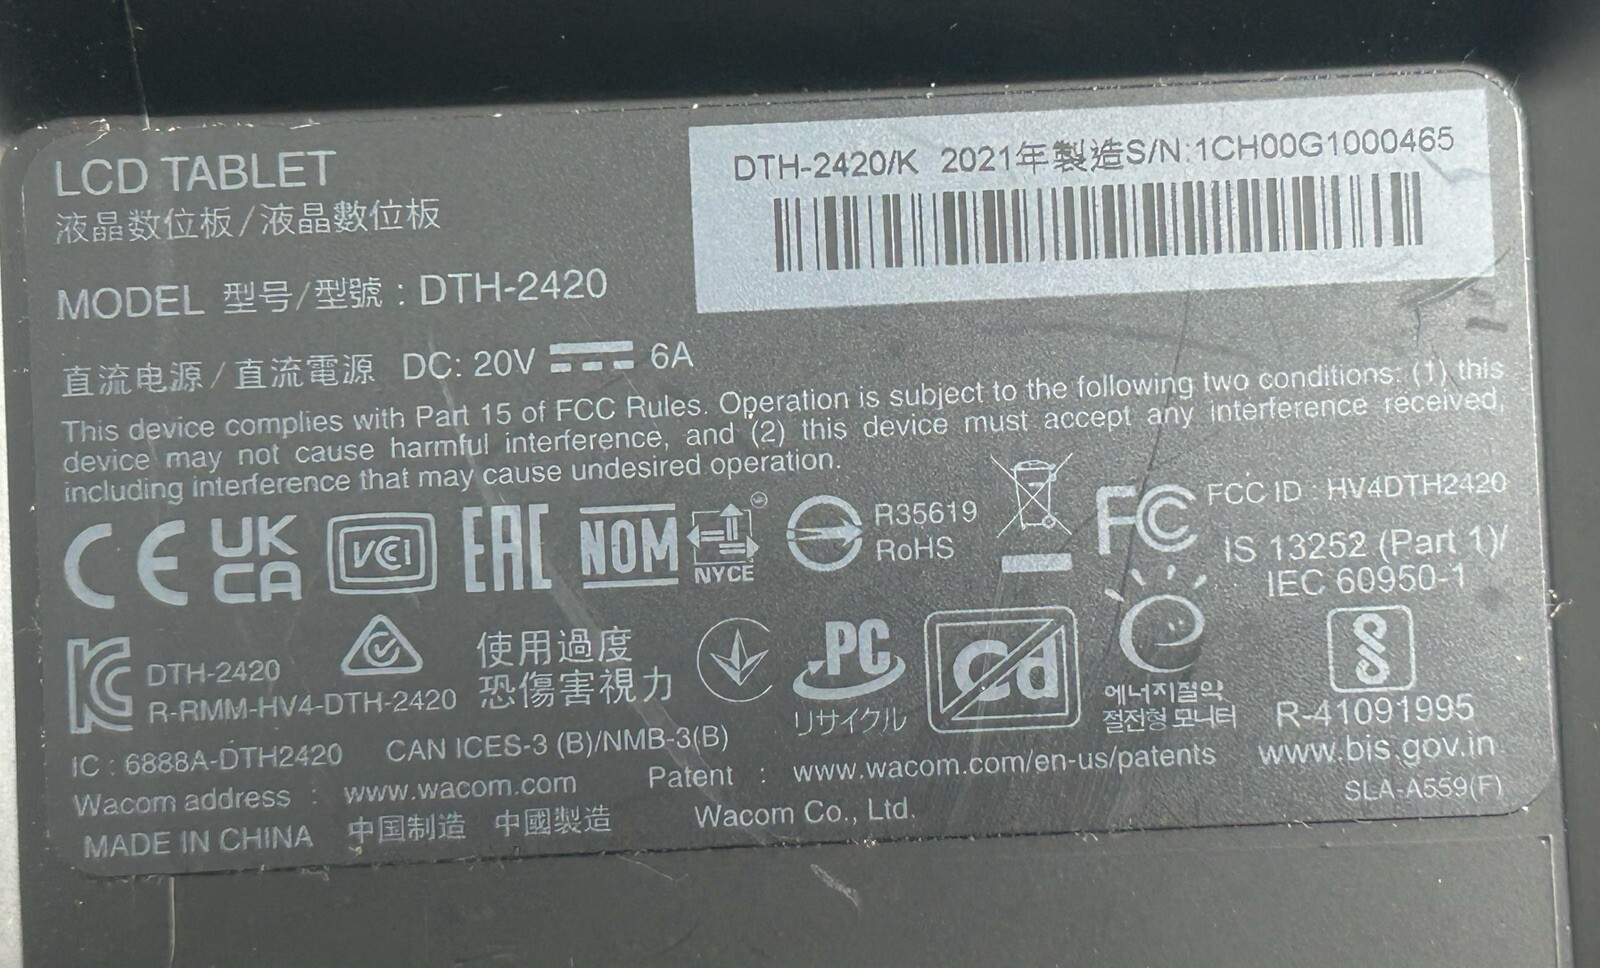 LCD TABLET
液晶数位板/液晶數位板
MODEL 型号/型號 : DTH-2420
DTH-2420/K 2021年製造S/N:1CH00G1000465
直流电源/直流電源 DC: 20V 6A
This device complies with Part 15 of FCC Rules. Operation is subject to the following two conditions: (1) this
device may not cause harmful interference, and (2) this device must accept any interference received,
including interference that may cause undesired operation.
CE
UK
CA
VCI
EAC
NOM
NYCE
R35619
RoHS
FC
FCC ID : HV4DTH2420
IS 13252 (Part 1)/
IEC 60950-1
KC
DTH-2420
R-RMM-HV4-DTH-2420
使用過度
恐傷害視力
PC
リサイクル
Cd
에너지절약
절전형 모니터
R-41091995
www.bis.gov.in
IC : 6888A-DTH2420 CAN ICES-3 (B)/NMB-3(B)
Wacom address : www.wacom.com Patent : www.wacom.com/en-us/patents
MADE IN CHINA 中国制造 中國製造 Wacom Co., Ltd.
SLA-A559(F)